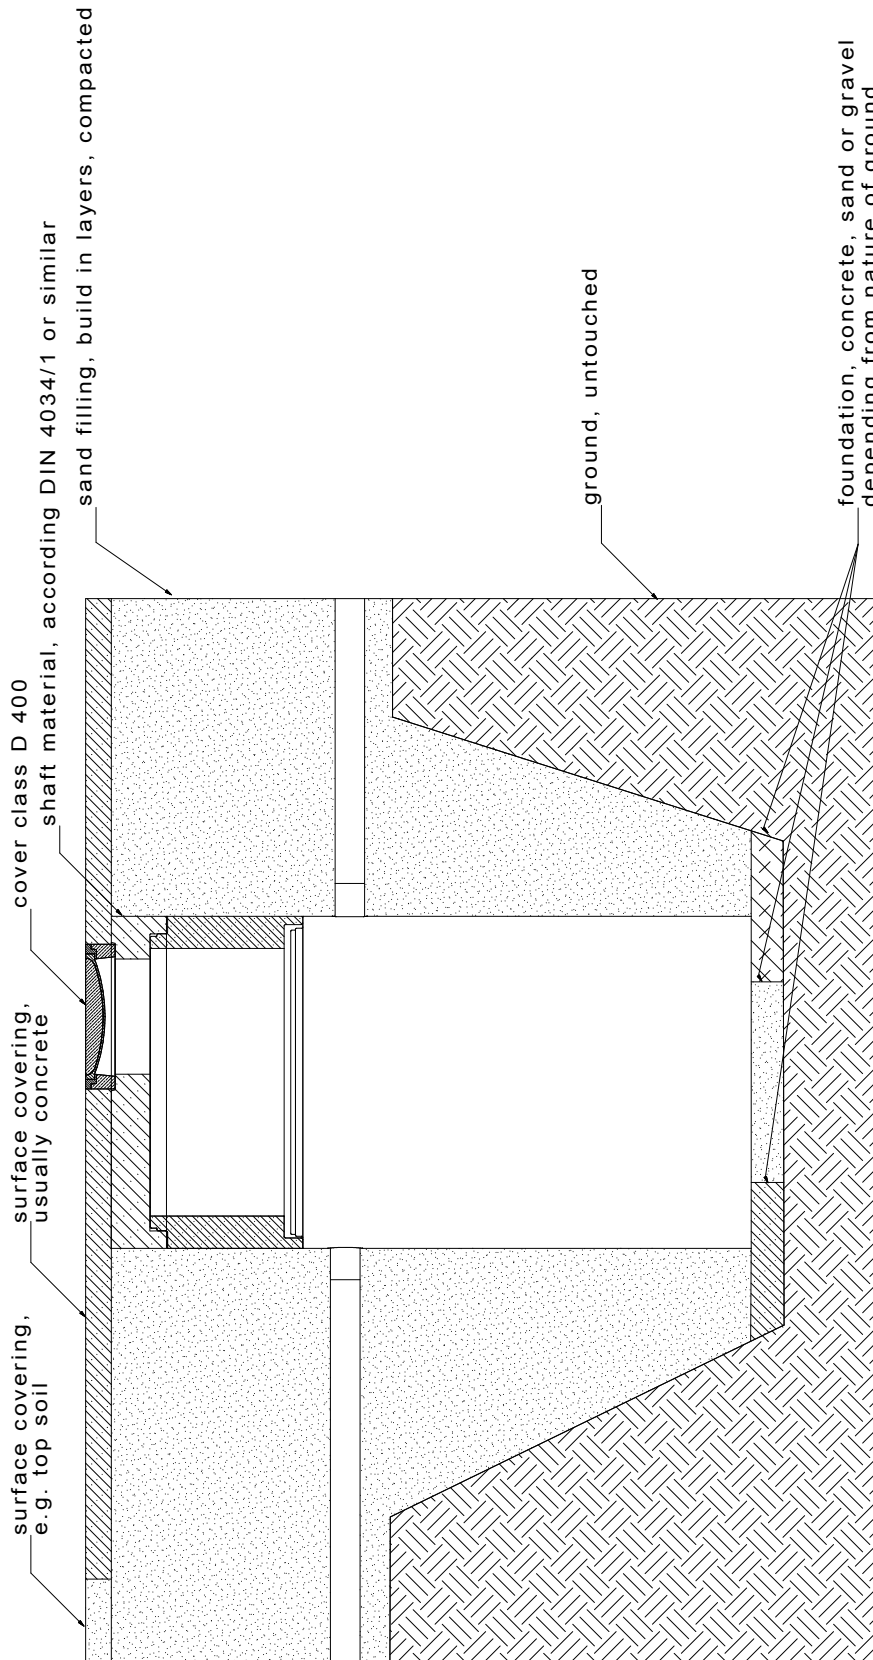 surface covering,
e.g. top soil
surface covering,
usually concrete
cover class D 400
shaft material, according DIN 4034/1 or similar
sand filling, build in layers, compacted
ground, untouched
foundation, concrete, sand or gravel
depending from nature of ground